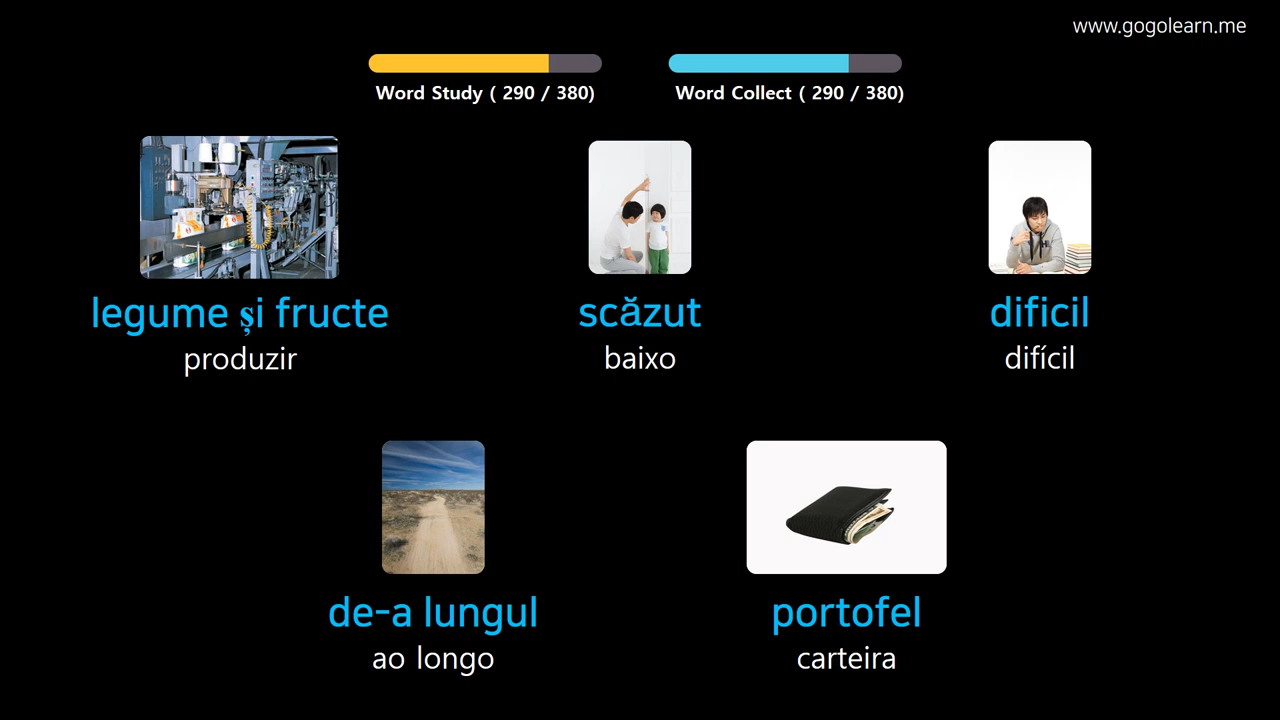 www.gogolearn.me
Word Study ( 290 / 380)
Word Collect ( 290 / 380)
legume și fructe
produzir
scăzut
baixo
dificil
difícil
de-a lungul
ao longo
portofel
carteira